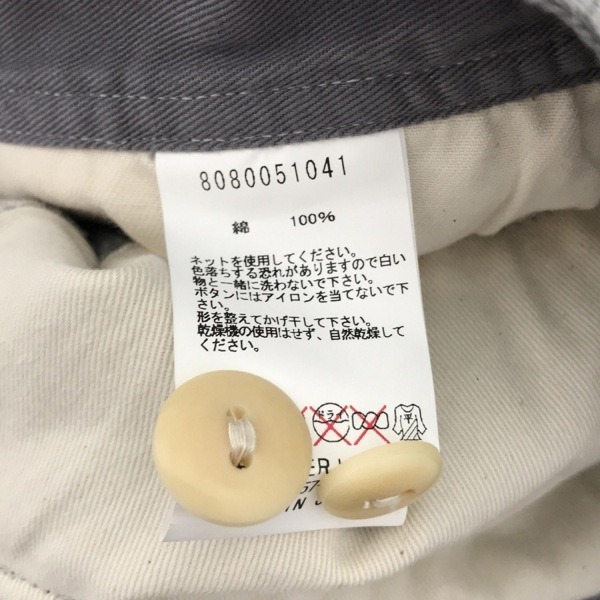 8080051041
綿 100%
ネットを使用してください。
色落ちする恐れがありますので白い
物と一緒に洗わないで下さい。
ボタンにはアイロンを当てないで下
さい。
形を整えてかげ干して下さい。
乾燥機の使用はせず、自然乾燥して
ください。
ドライ 平